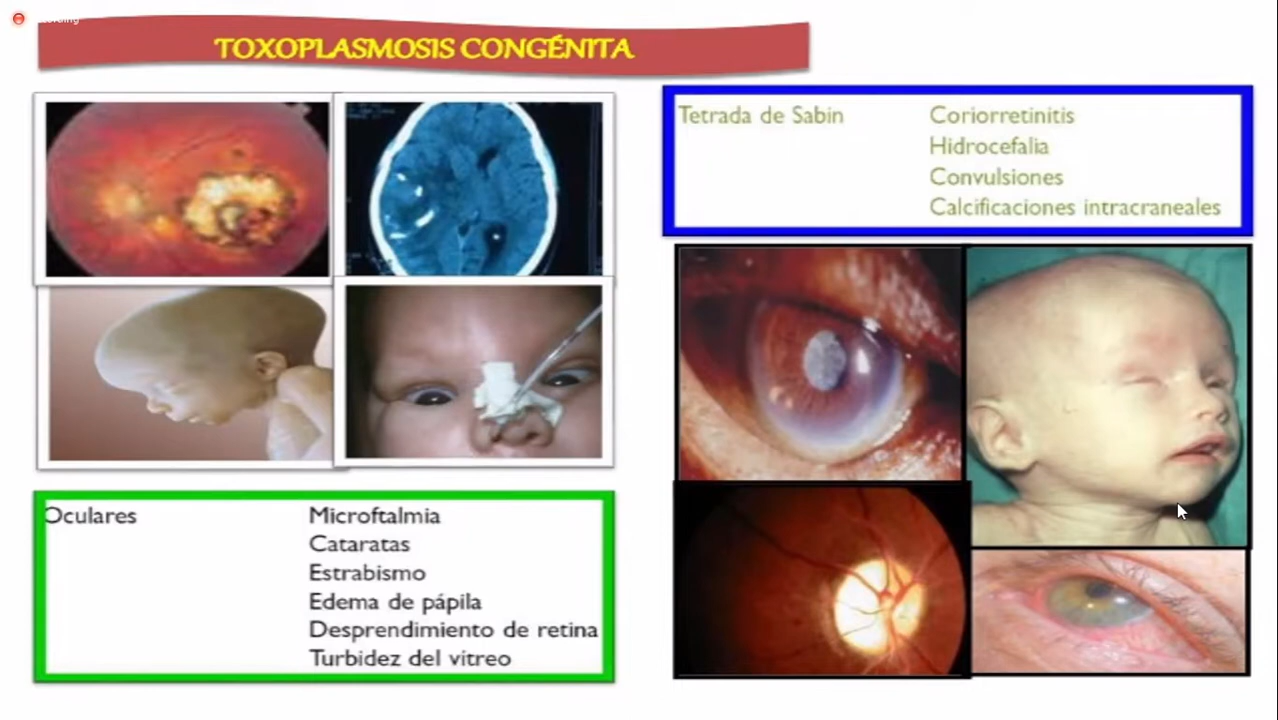 TOXOPLASMOSIS CONGÉNITA
Tetrada de Sabin
Coriorretinitis
Hidrocefalia
Convulsiones
Calcificaciones intracraneales
Oculares
Microftalmia
Cataratas
Estrabismo
Edema de pápila
Desprendimiento de retina
Turbidez del vitreo